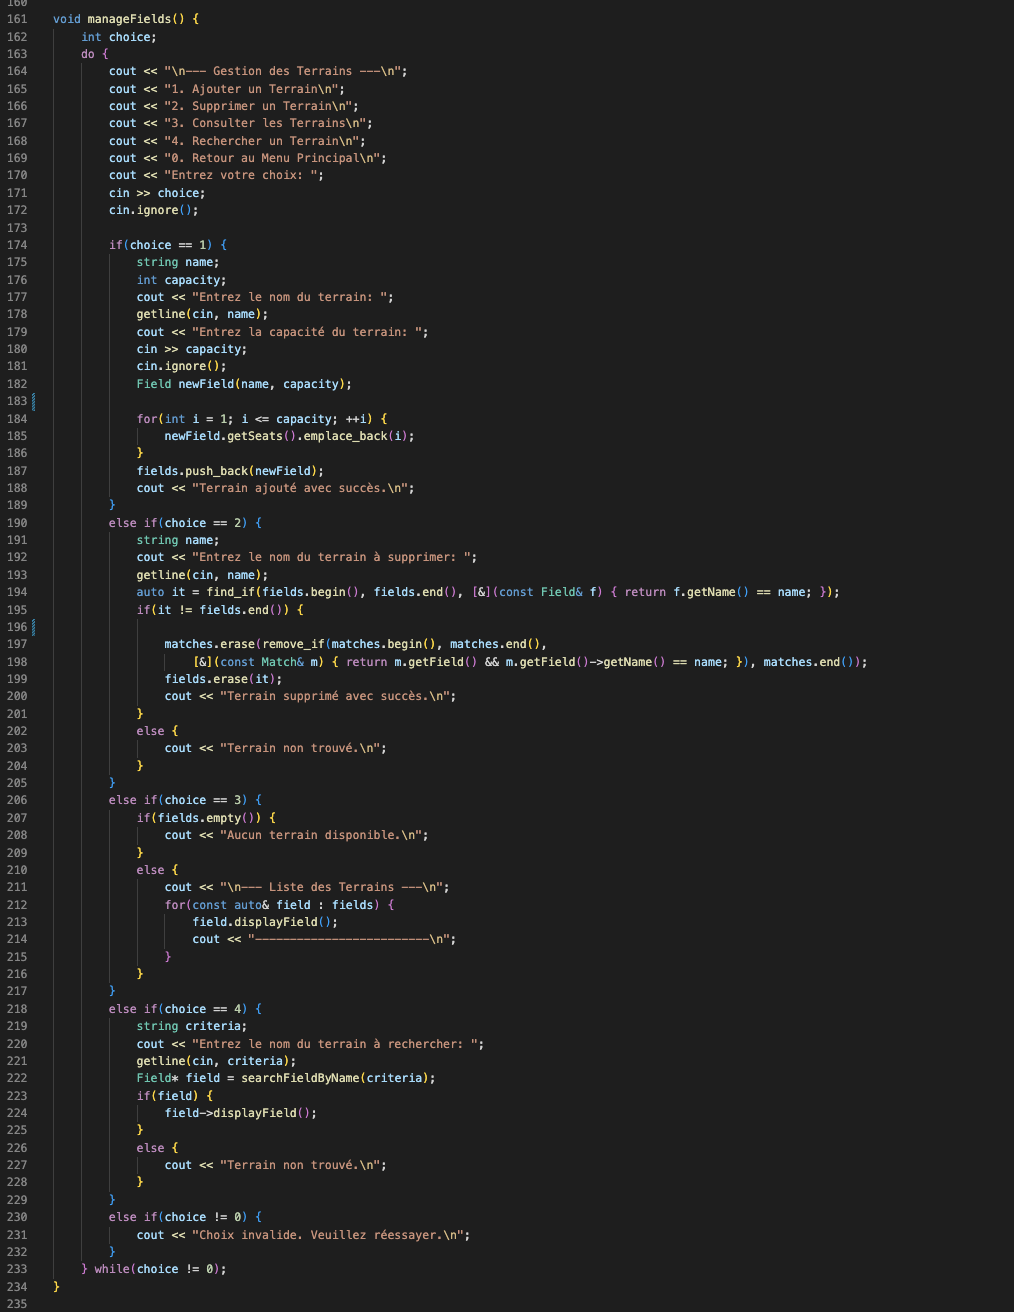 160
161 void manageFields() {
162     int choice;
163     do {
164         cout << "\n--- Gestion des Terrains ---\n";
165         cout << "1. Ajouter un Terrain\n";
166         cout << "2. Supprimer un Terrain\n";
167         cout << "3. Consulter les Terrains\n";
168         cout << "4. Rechercher un Terrain\n";
169         cout << "0. Retour au Menu Principal\n";
170         cout << "Entrez votre choix: ";
171         cin >> choice;
172         cin.ignore();
173
174         if(choice == 1) {
175             string name;
176             int capacity;
177             cout << "Entrez le nom du terrain: ";
178             getline(cin, name);
179             cout << "Entrez la capacité du terrain: ";
180             cin >> capacity;
181             cin.ignore();
182             Field newField(name, capacity);
183
184             for(int i = 1; i <= capacity; ++i) {
185                 newField.getSeats().emplace_back(i);
186             }
187             fields.push_back(newField);
188             cout << "Terrain ajouté avec succès.\n";
189         }
190         else if(choice == 2) {
191             string name;
192             cout << "Entrez le nom du terrain à supprimer: ";
193             getline(cin, name);
194             auto it = find_if(fields.begin(), fields.end(), [&](const Field& f) { return f.getName() == name; });
195             if(it != fields.end()) {
196
197                 matches.erase(remove_if(matches.begin(), matches.end(),
198                     [&](const Match& m) { return m.getField() && m.getField()->getName() == name; }), matches.end());
199                 fields.erase(it);
200                 cout << "Terrain supprimé avec succès.\n";
201             }
202             else {
203                 cout << "Terrain non trouvé.\n";
204             }
205         }
206         else if(choice == 3) {
207             if(fields.empty()) {
208                 cout << "Aucun terrain disponible.\n";
209             }
210             else {
211                 cout << "\n--- Liste des Terrains ---\n";
212                 for(const auto& field : fields) {
213                     field.displayField();
214                     cout << "-------------------------\n";
215                 }
216             }
217         }
218         else if(choice == 4) {
219             string criteria;
220             cout << "Entrez le nom du terrain à rechercher: ";
221             getline(cin, criteria);
222             Field* field = searchFieldByName(criteria);
223             if(field) {
224                 field->displayField();
225             }
226             else {
227                 cout << "Terrain non trouvé.\n";
228             }
229         }
230         else if(choice != 0) {
231             cout << "Choix invalide. Veuillez réessayer.\n";
232         }
233     } while(choice != 0);
234 }
235